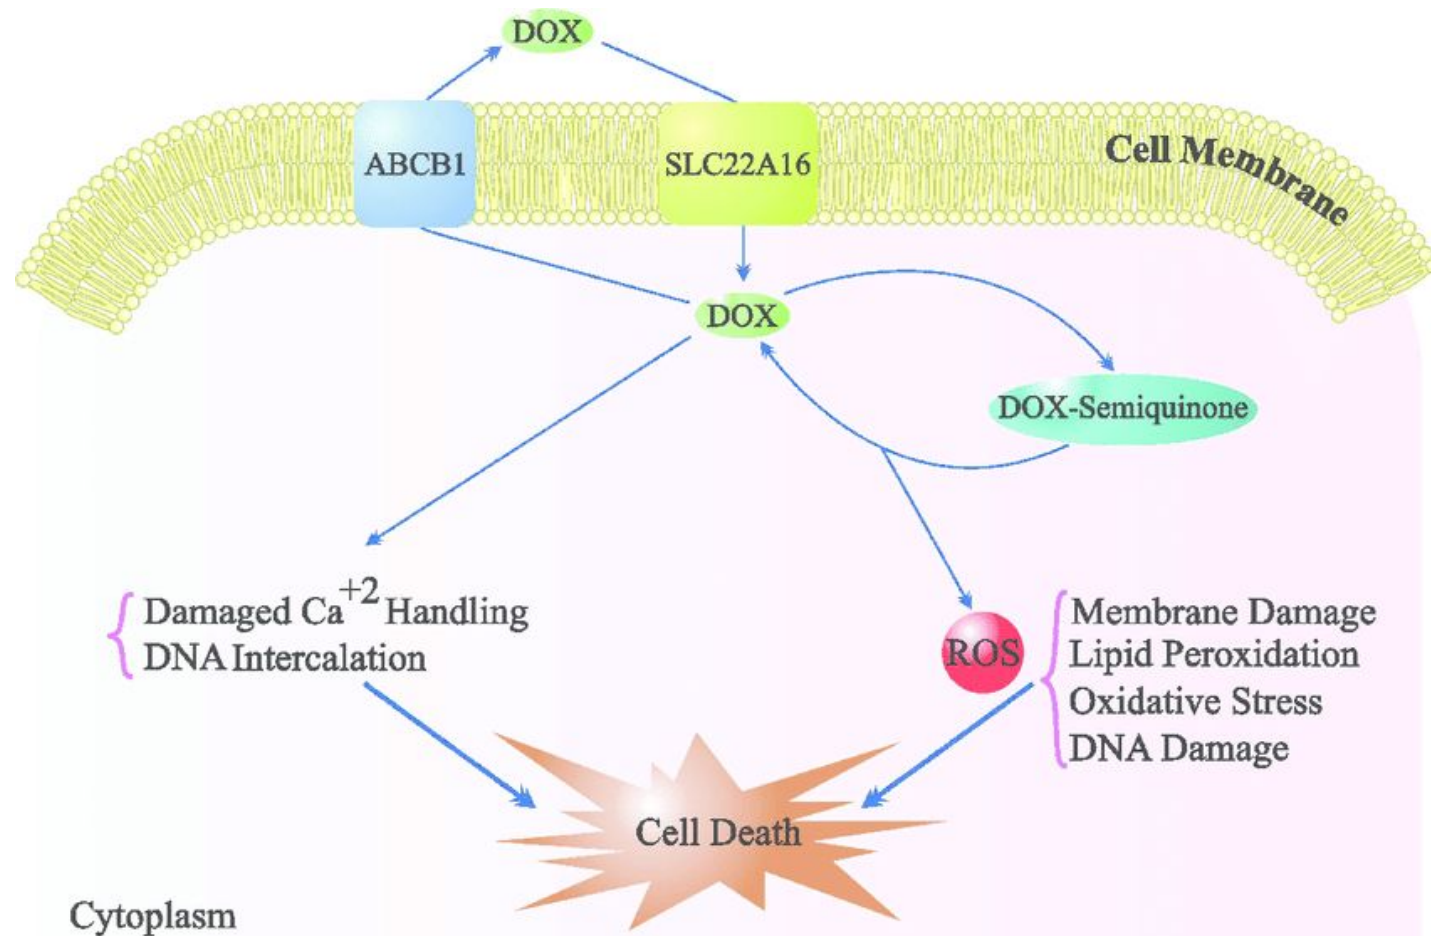 DOX
ABCB1
SLC22A16
Cell Membrane
DOX
DOX-Semiquinone
Damaged Ca+2 Handling
DNA Intercalation
ROS
Membrane Damage
Lipid Peroxidation
Oxidative Stress
DNA Damage
Cell Death
Cytoplasm